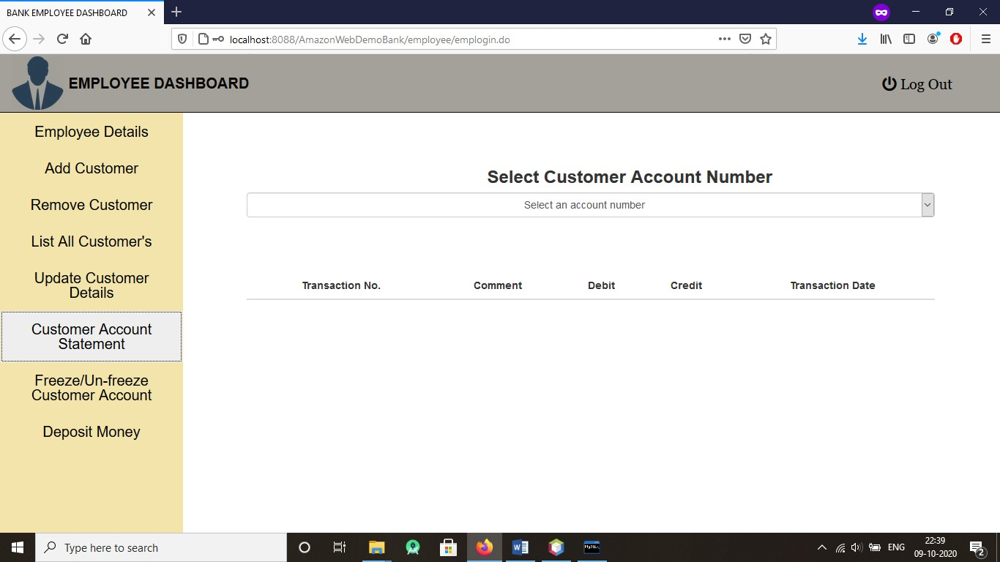 BANK EMPLOYEE DASHBOARD
localhost:8088/AmazonWebDemoBank/employee/emplogin.do
EMPLOYEE DASHBOARD
Log Out
Employee Details
Add Customer
Remove Customer
List All Customer's
Update Customer
Details
Customer Account
Statement
Freeze/Un-freeze
Customer Account
Deposit Money
Select Customer Account Number
Select an account number
Transaction No. Comment Debit Credit Transaction Date
Type here to search
MySQL
ENG
22:39
09-10-2020
2